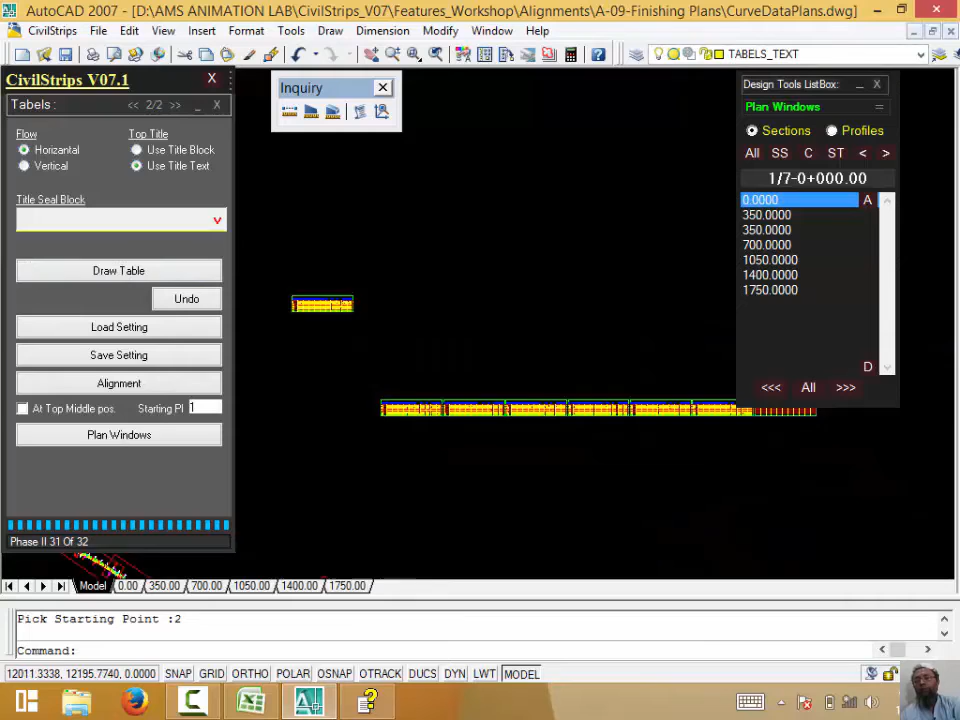 AutoCAD 2007 - [D:\AMS ANIMATION LAB\CivilStrips_V07\Features_Workshop\Alignments\A-09-Finishing Plans\CurveDataPlans.dwg]
CivilStrips File Edit View Insert Format Tools Draw Dimension Modify Window Help
TABELS_TEXT
CivilStrips V07.1 X
Tabels : << 2/2 >> _ X
Flow Top Title
Horizontal Use Title Block
Vertical Use Title Text
Title Seal Block
v
Draw Table
Undo
Load Setting
Save Setting
Alignment
At Top Middle pos. Starting PI 1
Plan Windows
Phase II 31 Of 32
Inquiry
Design Tools ListBox: _ X
Plan Windows =
Sections Profiles
All SS C ST < >
1/7-0+000.00
0.0000 A
350.0000
350.0000
700.0000
1050.0000
1400.0000
1750.0000
D
<<< All >>>
Model 0.00 350.00 700.00 1050.00 1400.00 1750.00
Pick Starting Point :2
Command:
12011.3338, 12195.7740, 0.0000 SNAP GRID ORTHO POLAR OSNAP OTRACK DUCS DYN LWT MODEL